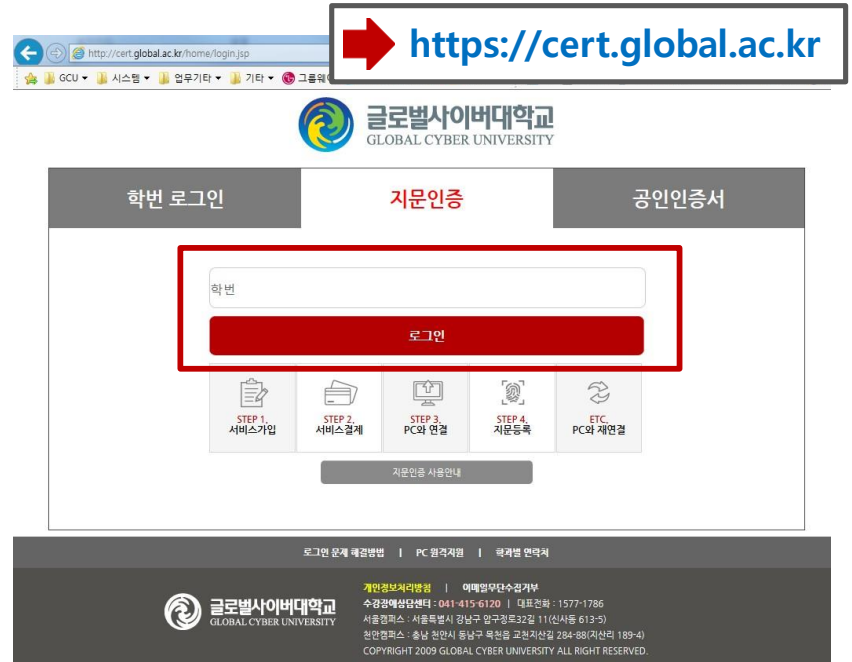 https://cert.global.ac.kr
http://cert.global.ac.kr/home/login.jsp
GCU 시스템 업무기타 기타 그룹웨
글로벌사이버대학교
GLOBAL CYBER UNIVERSITY
학번 로그인 지문인증 공인인증서
학번
로그인
STEP 1. STEP 2. STEP 3. STEP 4. ETC.
서비스가입 서비스결제 PC와 연결 지문등록 PC와 재연결
지문인증 사용안내
로그인 문제 해결방법 | PC 원격지원 | 학과별 연락처
개인정보처리방침 | 이메일무단수집거부
글로벌사이버대학교
GLOBAL CYBER UNIVERSITY
수강장애상담센터 : 041-415-6120 | 대표전화 : 1577-1786
서울캠퍼스 : 서울특별시 강남구 압구정로32길 11(신사동 613-5)
천안캠퍼스 : 충남 천안시 동남구 목천읍 교천지산길 284-88(지산리 189-4)
COPYRIGHT 2009 GLOBAL CYBER UNIVERSITY ALL RIGHT RESERVED.